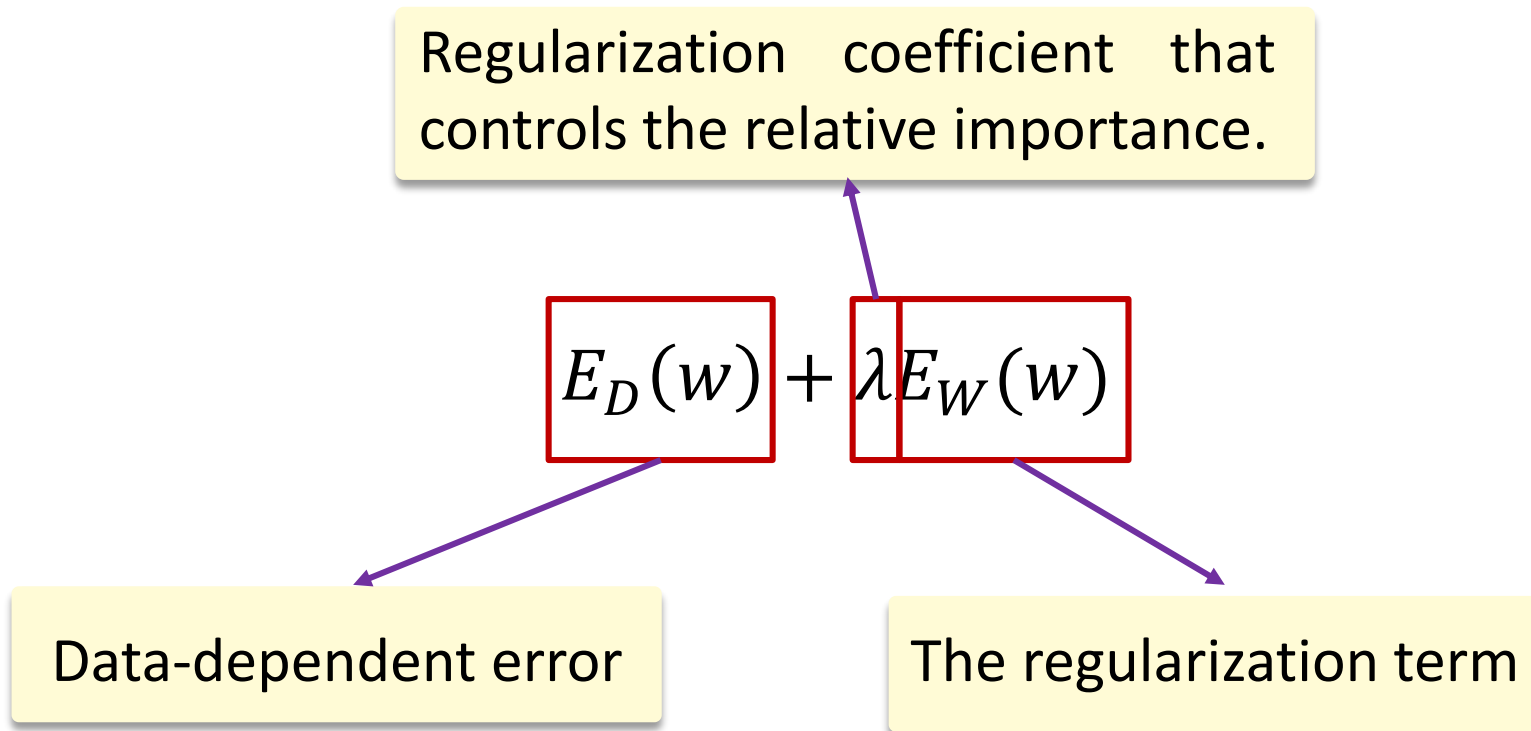 Regularization coefficient that
controls the relative importance.
E_D(w) + λE_W(w)
Data-dependent error
The regularization term